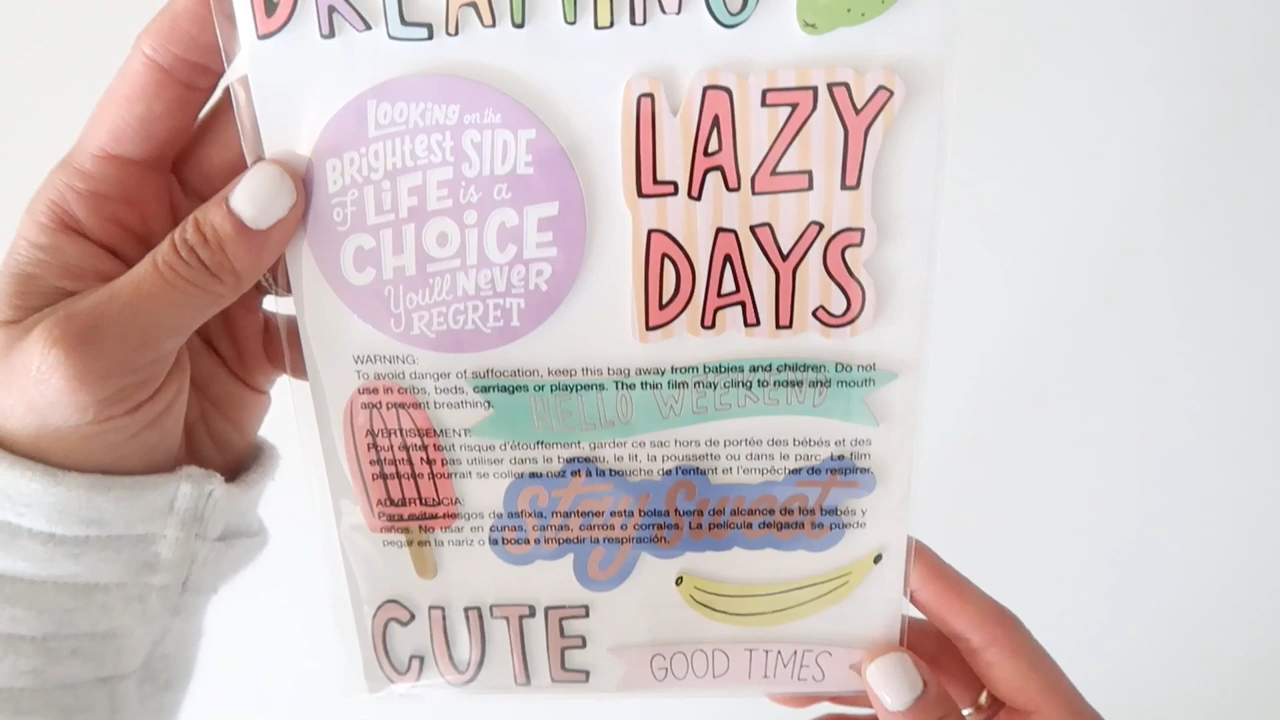 DREAMING
LOOKiNG on the
BRiGHtESt SIDE
of LiFE is a
CHOiCE
You'll NEVER
REGRET
LAZY
DAYS
WARNING:
To avoid danger of suffocation, keep this bag away from babies and children. Do not
use in cribs, beds, carriages or playpens. The thin film may cling to nose and mouth
and prevent breathing.
HELLO WEEKEND
AVERTISSEMENT:
Pour éviter tout risque d'étouffement, garder ce sac hors de portée des bébés et des
enfants. Ne pas utiliser dans le berceau, le lit, la poussette ou dans le parc. Le film
plastique pourrait se coller au nez et à la bouche de l'enfant et l'empêcher de respirer.
stay sweet
ADVERTENCIA:
Para evitar riesgos de asfixia, mantener esta bolsa fuera del alcance de los bebés y
niños. No usar en cunas, camas, carros o corrales. La película delgada se puede
pegar en la nariz o la boca e impedir la respiración.
CUTE
GOOD TIMES